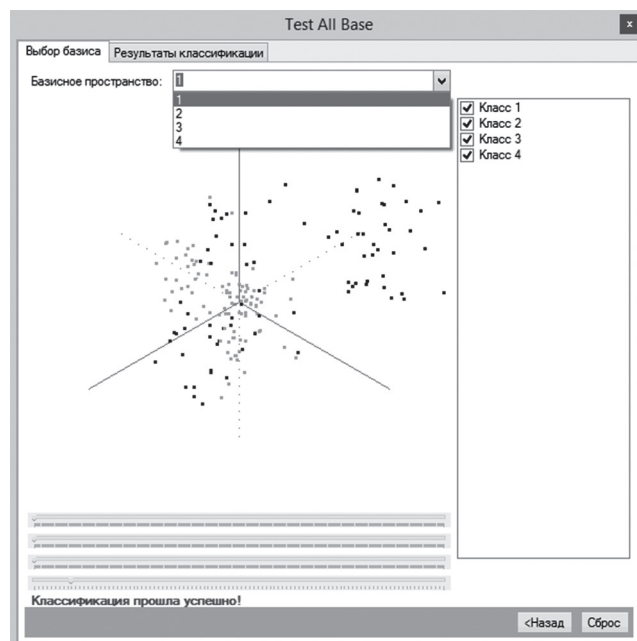 Test All Base
x
Выбор базиса
Результаты классификации
Базисное пространство: 1
1
2
3
4
Класс 1
Класс 2
Класс 3
Класс 4
Классификация прошла успешно!
<Назад
Сброс